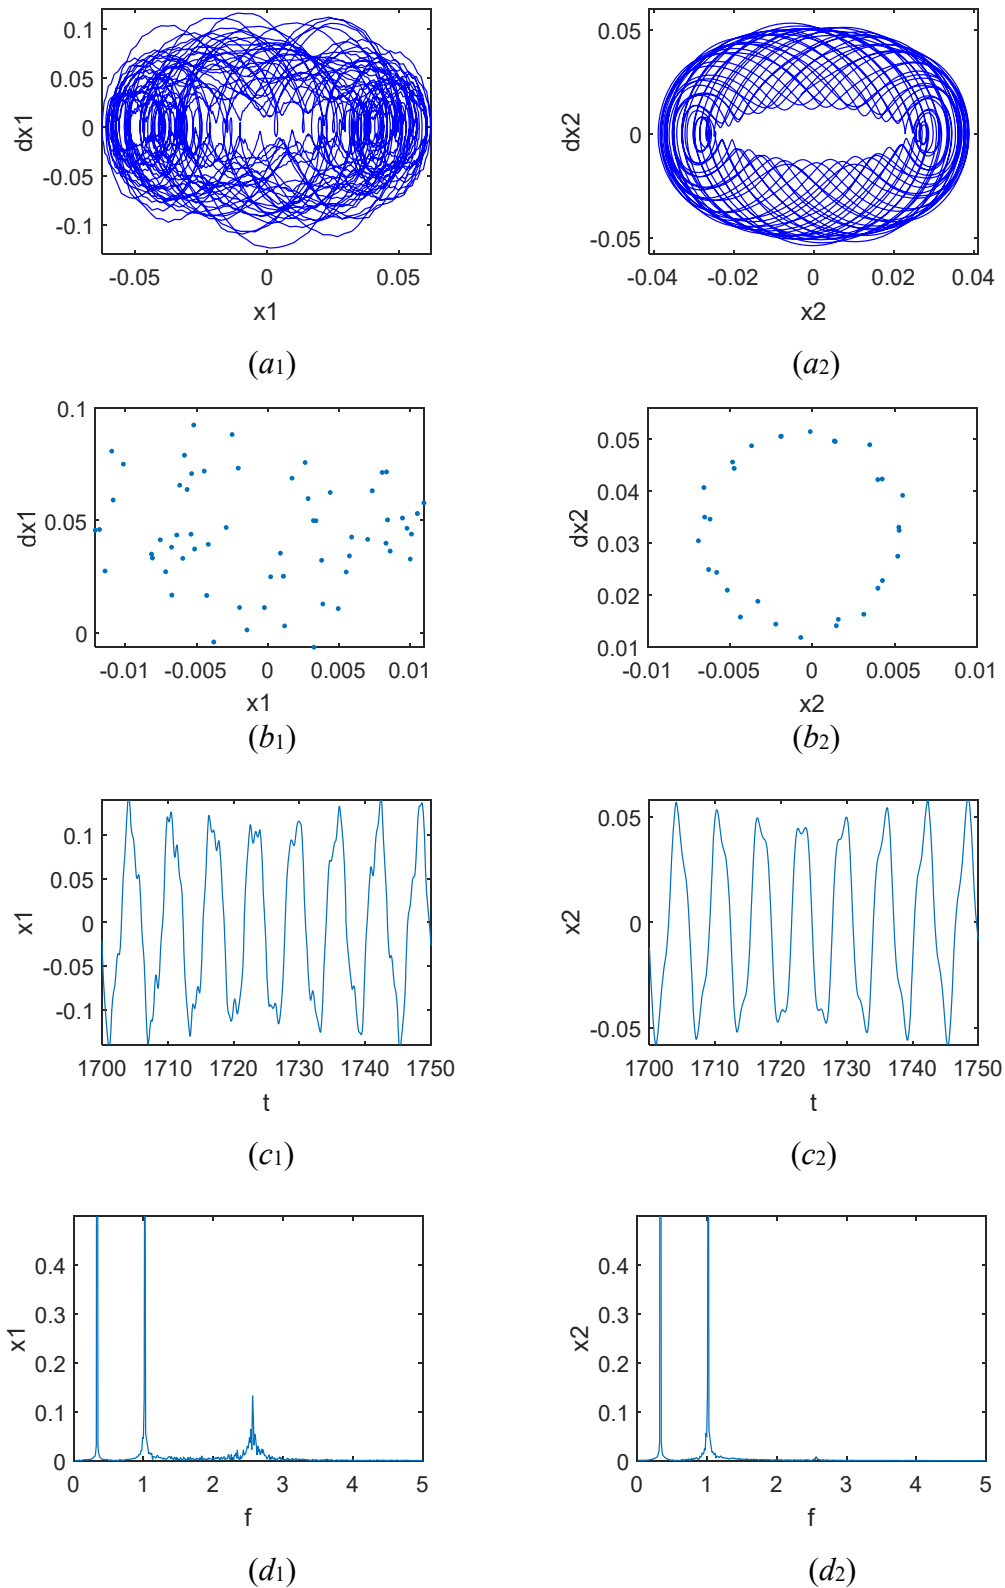 0.1
0.05
0
-0.05
-0.1
dx1
-0.05 0 0.05
x1
(a1)
0.05
0
-0.05
dx2
-0.04 -0.02 0 0.02 0.04
x2
(a2)
0.1
0.05
0
dx1
-0.01 -0.005 0 0.005 0.01
x1
(b1)
0.05
0.04
0.03
0.02
0.01
dx2
-0.01 -0.005 0 0.005 0.01
x2
(b2)
0.1
0.05
0
-0.05
-0.1
x1
1700 1710 1720 1730 1740 1750
t
(c1)
0.05
0
-0.05
x2
1700 1710 1720 1730 1740 1750
t
(c2)
0.4
0.3
0.2
0.1
0
x1
0 1 2 3 4 5
f
(d1)
0.4
0.3
0.2
0.1
0
x2
0 1 2 3 4 5
f
(d2)